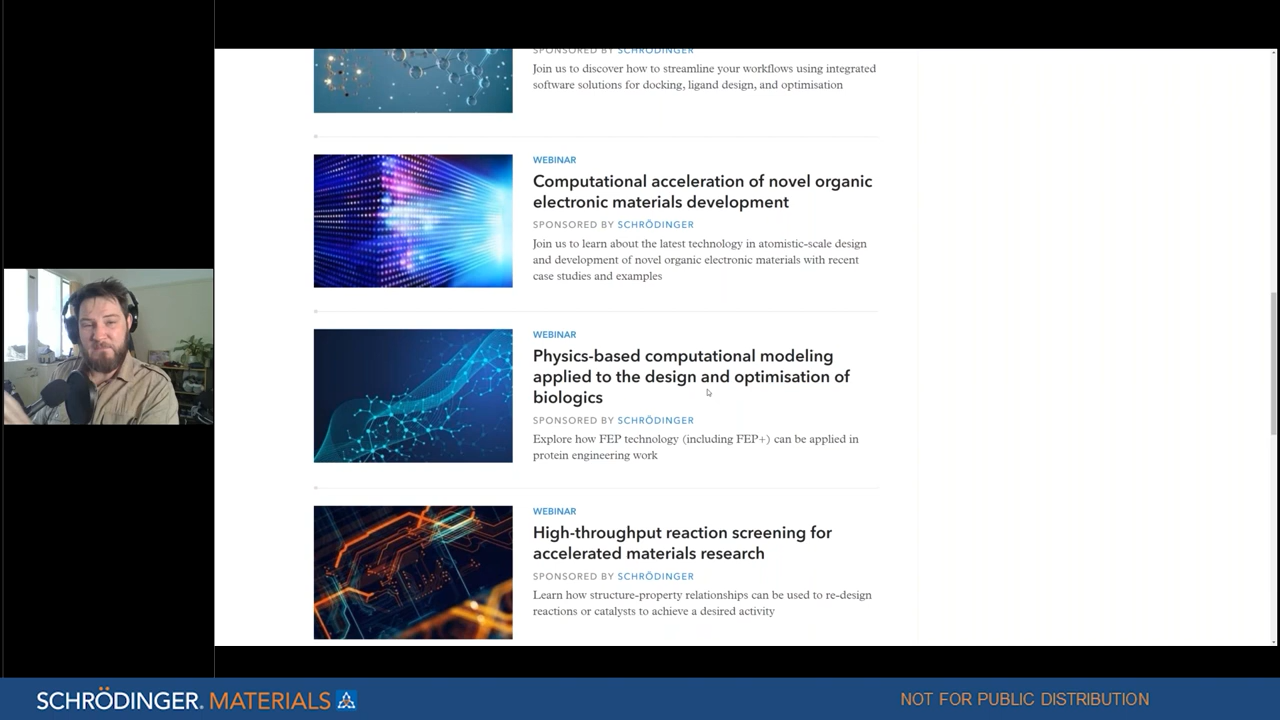 SPONSORED BY SCHRÖDINGER
Join us to discover how to streamline your workflows using integrated
software solutions for docking, ligand design, and optimisation
WEBINAR
Computational acceleration of novel organic
electronic materials development
SPONSORED BY SCHRÖDINGER
Join us to learn about the latest technology in atomistic-scale design
and development of novel organic electronic materials with recent
case studies and examples
WEBINAR
Physics-based computational modeling
applied to the design and optimisation of
biologics
SPONSORED BY SCHRÖDINGER
Explore how FEP technology (including FEP+) can be applied in
protein engineering work
WEBINAR
High-throughput reaction screening for
accelerated materials research
SPONSORED BY SCHRÖDINGER
Learn how structure-property relationships can be used to re-design
reactions or catalysts to achieve a desired activity
SCHRÖDINGER. MATERIALS
NOT FOR PUBLIC DISTRIBUTION